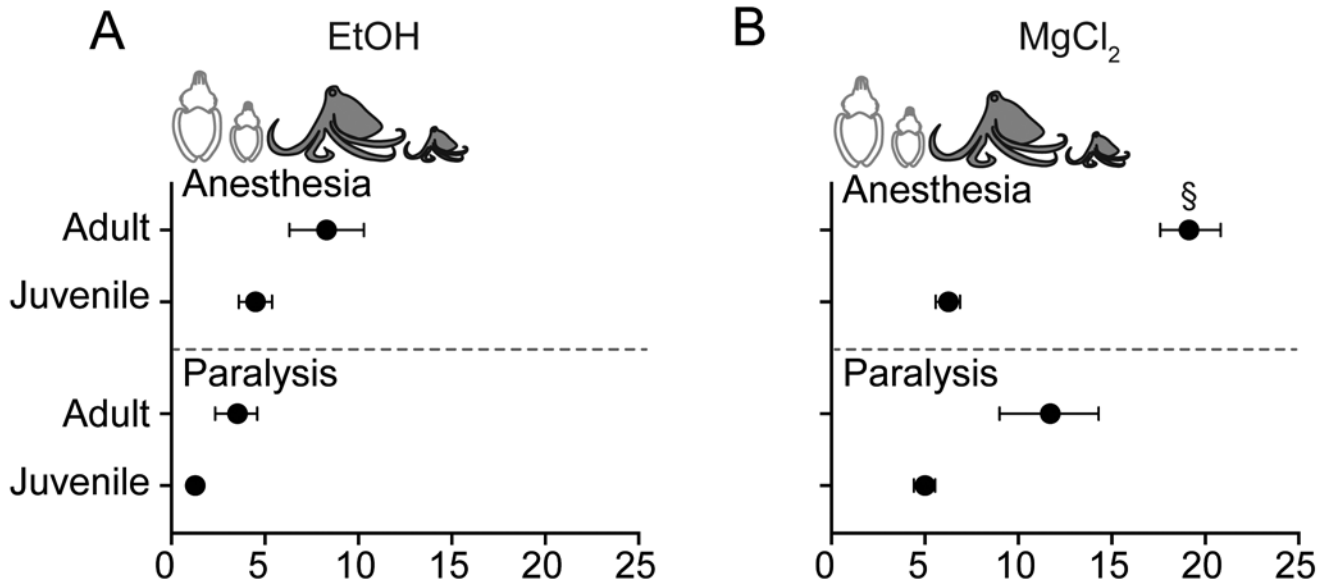 A
EtOH
Anesthesia
Adult
Juvenile
Paralysis
Adult
Juvenile
0 5 10 15 20 25
B
MgCl₂
Anesthesia
§
Paralysis
0 5 10 15 20 25